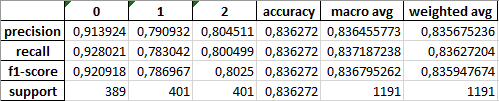 0 1 2 accuracy macro avg weighted avg
precision 0,913924 0,790932 0,804511 0,836272 0,836455773 0,835675236
recall 0,928021 0,783042 0,800499 0,836272 0,837187238 0,83627204
f1-score 0,920918 0,786967 0,8025 0,836272 0,836795262 0,835947674
support 389 401 401 0,836272 1191 1191